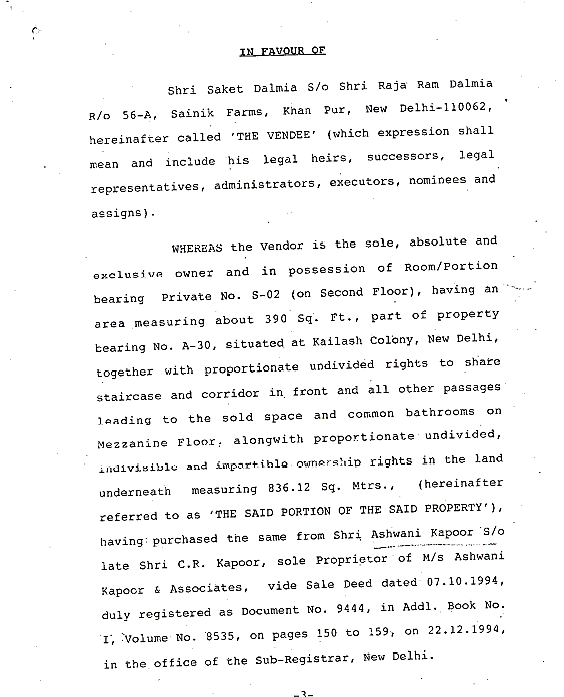 IN FAVOUR OF
Shri Saket Dalmia S/o Shri Raja Ram Dalmia
R/o 56-A, Sainik Farms, Khan Pur, New Delhi-110062,
hereinafter called 'THE VENDEE' (which expression shall
mean and include his legal heirs, successors, legal
representatives, administrators, executors, nominees and
assigns).
WHEREAS the Vendor is the sole, absolute and
exclusive owner and in possession of Room/Portion
bearing Private No. S-02 (on Second Floor), having an
area measuring about 390 Sq. Ft., part of property
bearing No. A-30, situated at Kailash Colony, New Delhi,
together with proportionate undivided rights to share
staircase and corridor in front and all other passages
leading to the sold space and common bathrooms on
Mezzanine Floor, alongwith proportionate undivided,
indivisible and impartible ownership rights in the land
underneath measuring 836.12 Sq. Mtrs., (hereinafter
referred to as 'THE SAID PORTION OF THE SAID PROPERTY'),
having purchased the same from Shri Ashwani Kapoor S/o
late Shri C.R. Kapoor, sole Proprietor of M/s Ashwani
Kapoor & Associates, vide Sale Deed dated 07.10.1994,
duly registered as Document No. 9444, in Addl. Book No.
I, Volume No. 8535, on pages 150 to 159, on 22.12.1994,
in the office of the Sub-Registrar, New Delhi.
-3-